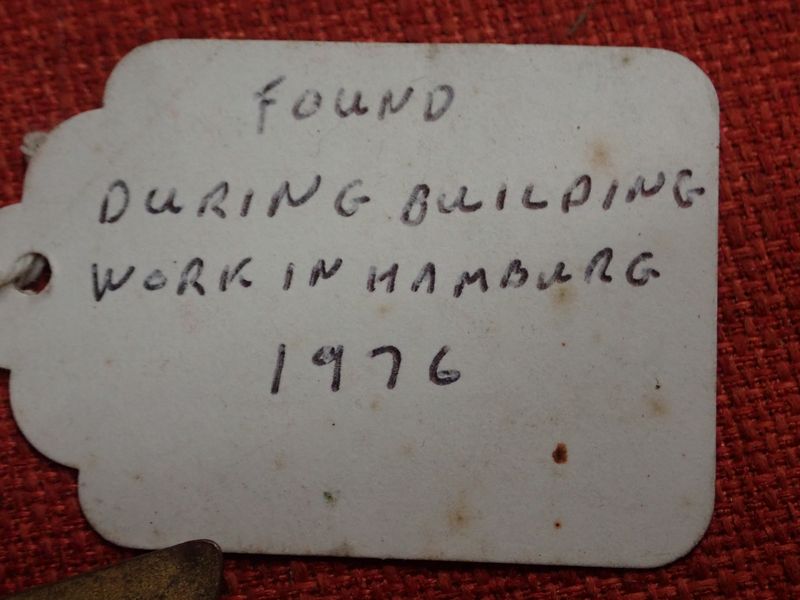 FOUND
DURING BUILDING
WORK IN HAMBURG
1976